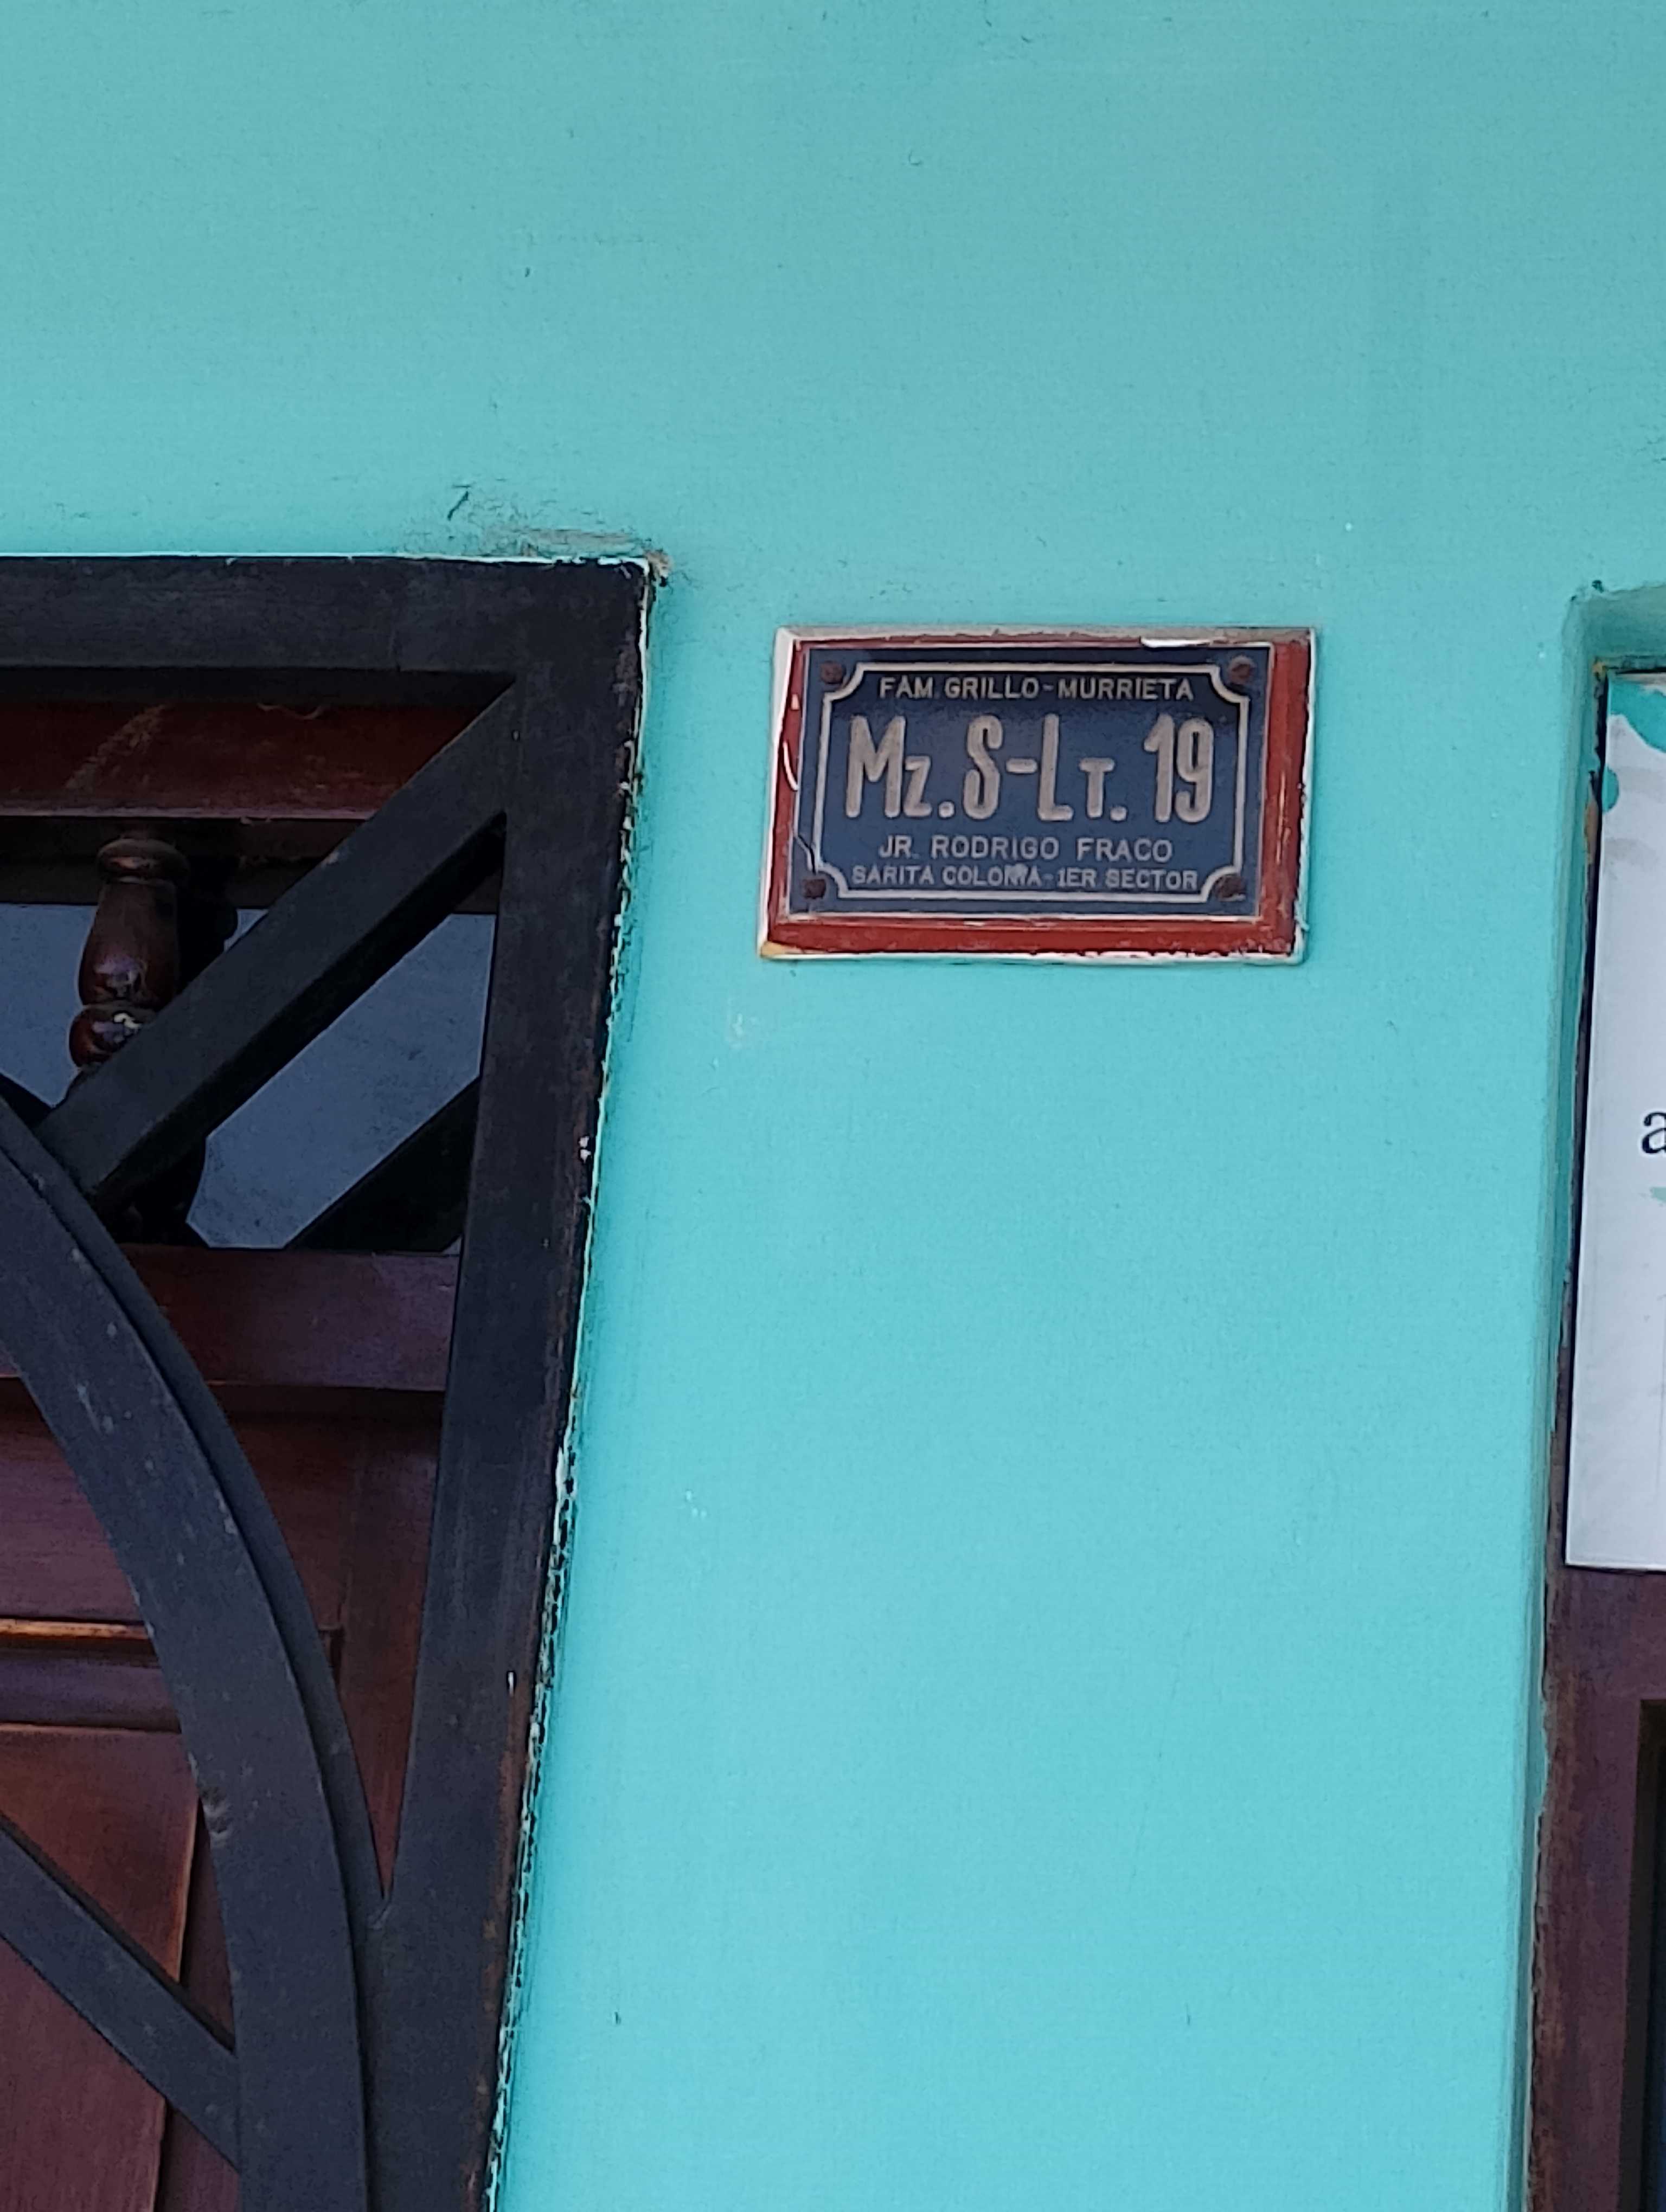 FAM. GRILLO-MURRIETA
Mz.S-LT. 19
JR. RODRIGO FRACO
SARITA COLONIA-1ER SECTOR
a